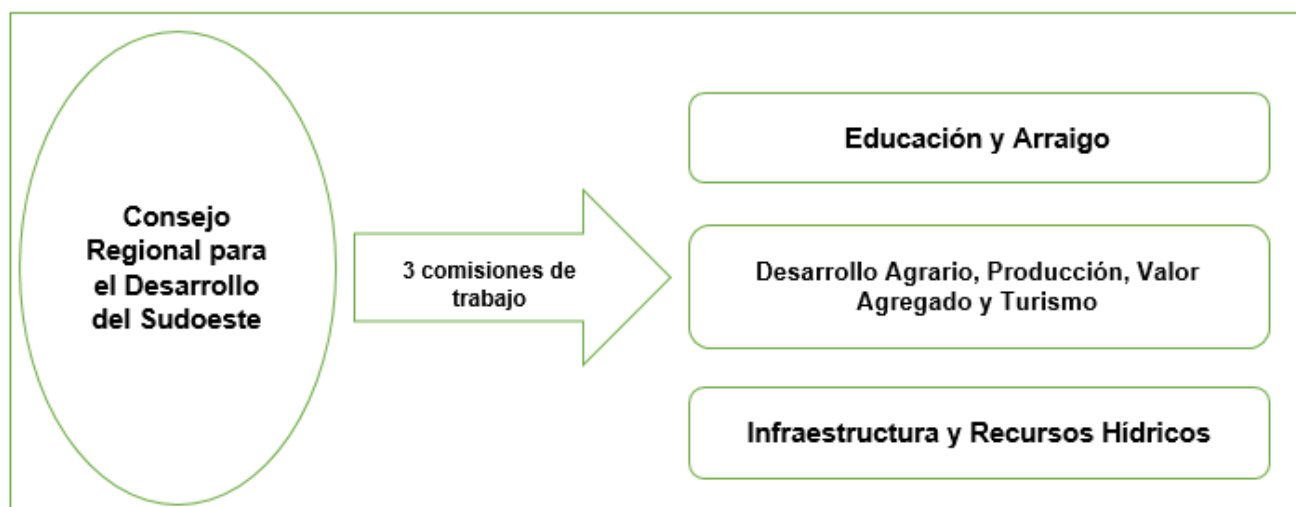 Consejo
Regional para
el Desarrollo
del Sudoeste
3 comisiones de
trabajo
Educación y Arraigo
Desarrollo Agrario, Producción, Valor
Agregado y Turismo
Infraestructura y Recursos Hídricos